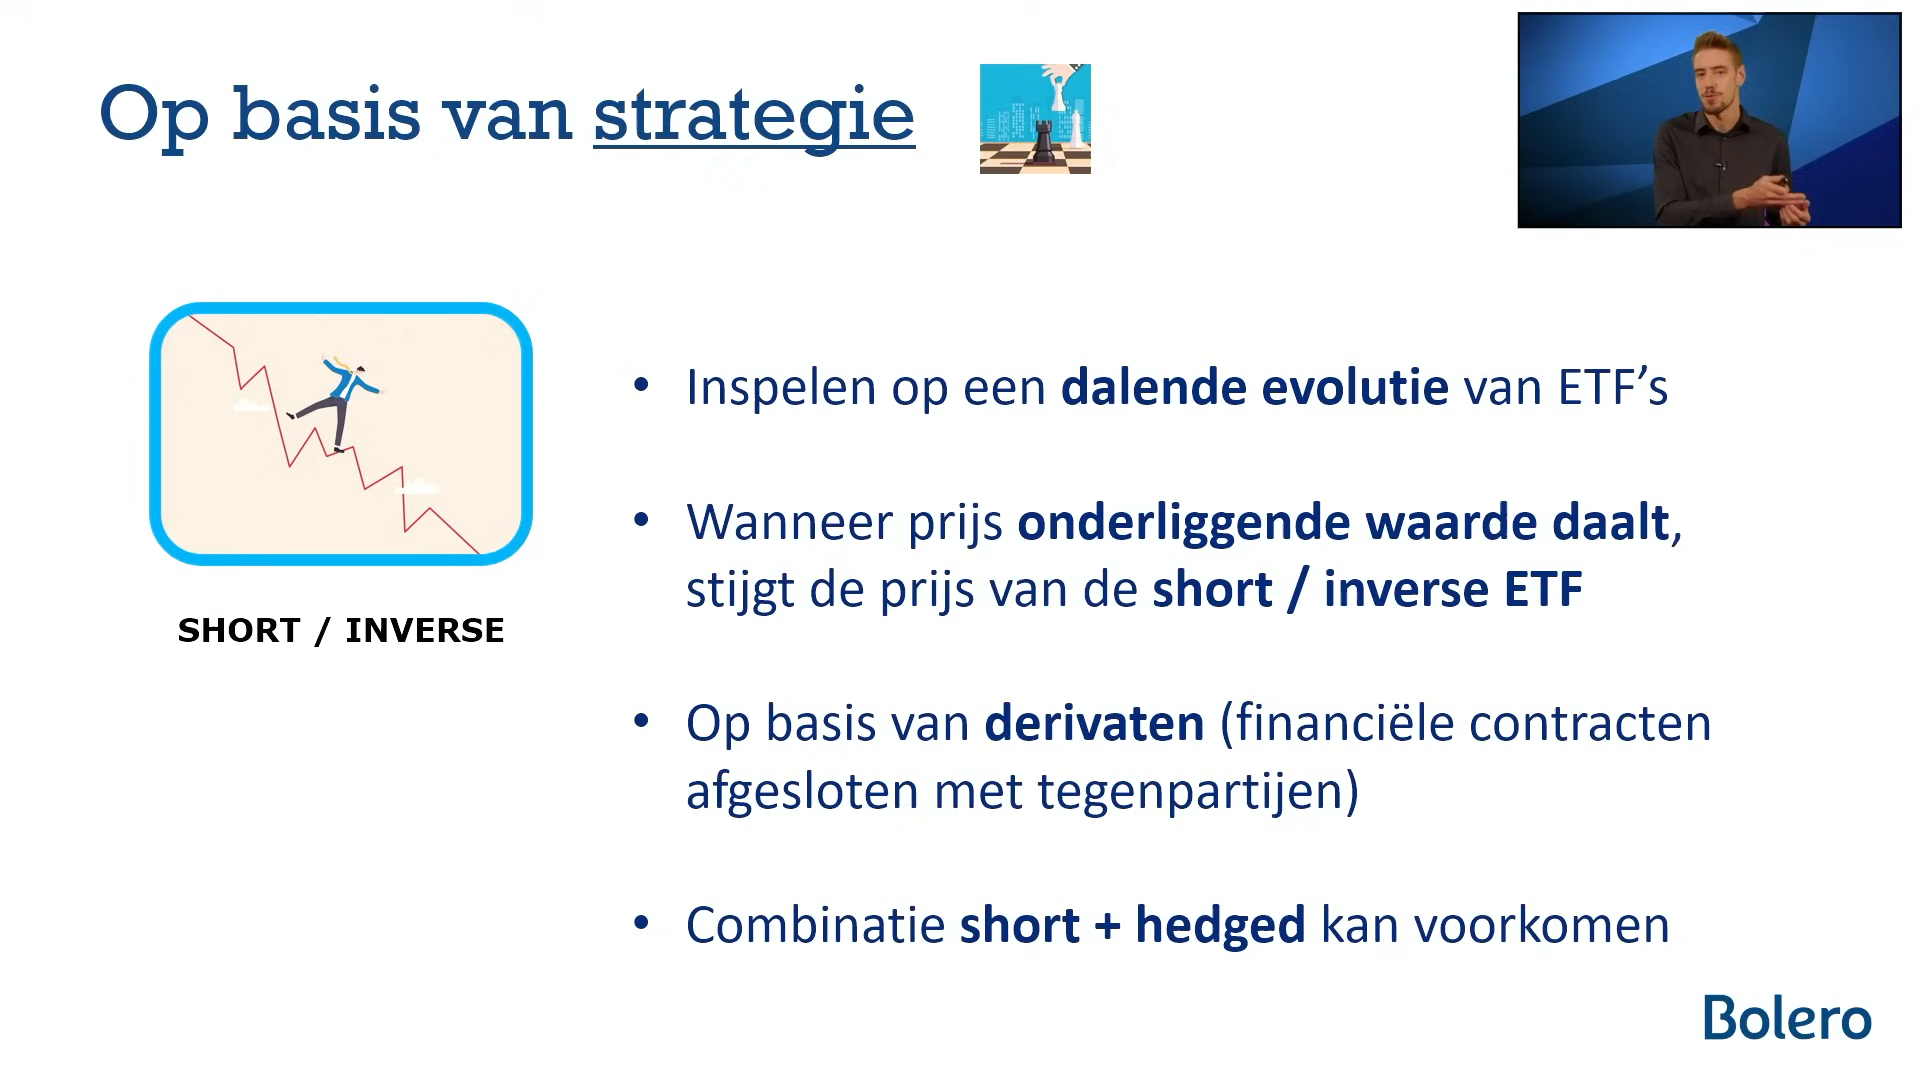 Op basis van strategie
SHORT / INVERSE
• Inspelen op een dalende evolutie van ETF’s
• Wanneer prijs onderliggende waarde daalt,
stijgt de prijs van de short / inverse ETF
• Op basis van derivaten (financiële contracten
afgesloten met tegenpartijen)
• Combinatie short + hedged kan voorkomen
Bolero